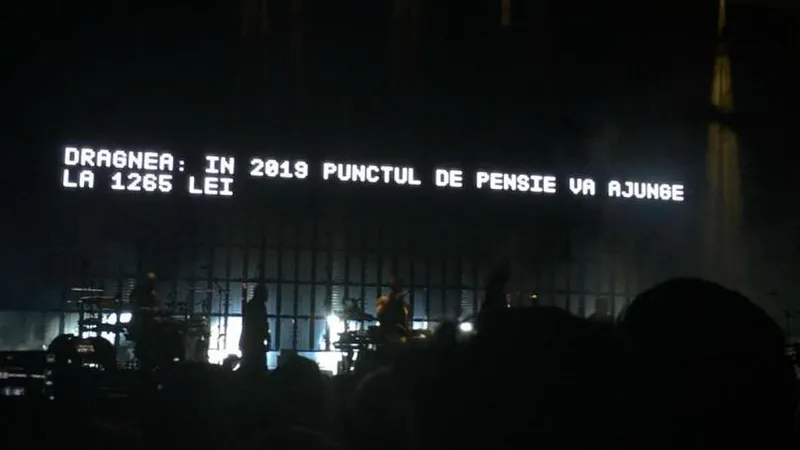 DRAGNEA: IN 2019 PUNCTUL DE PENSIE VA AJUNGE
LA 1265 LEI